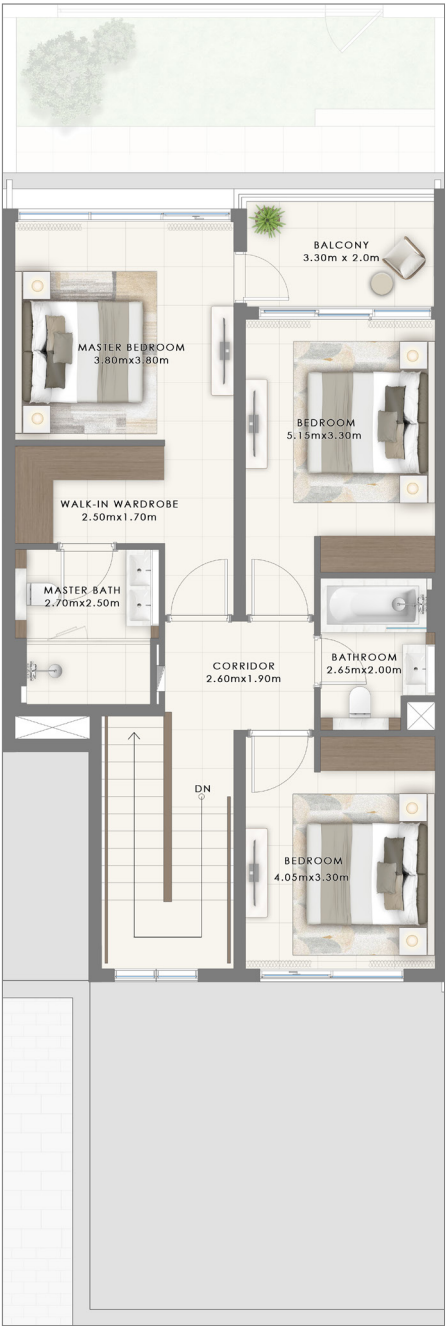 BALCONY
3.30m x 2.0m
MASTER BEDROOM
3.80mx3.80m
BEDROOM
5.15mx3.30m
WALK-IN WARDROBE
2.50mx1.70m
MASTER BATH
2.70mx2.50m
CORRIDOR
2.60mx1.90m
BATHROOM
2.65mx2.00m
DN
BEDROOM
4.05mx3.30m